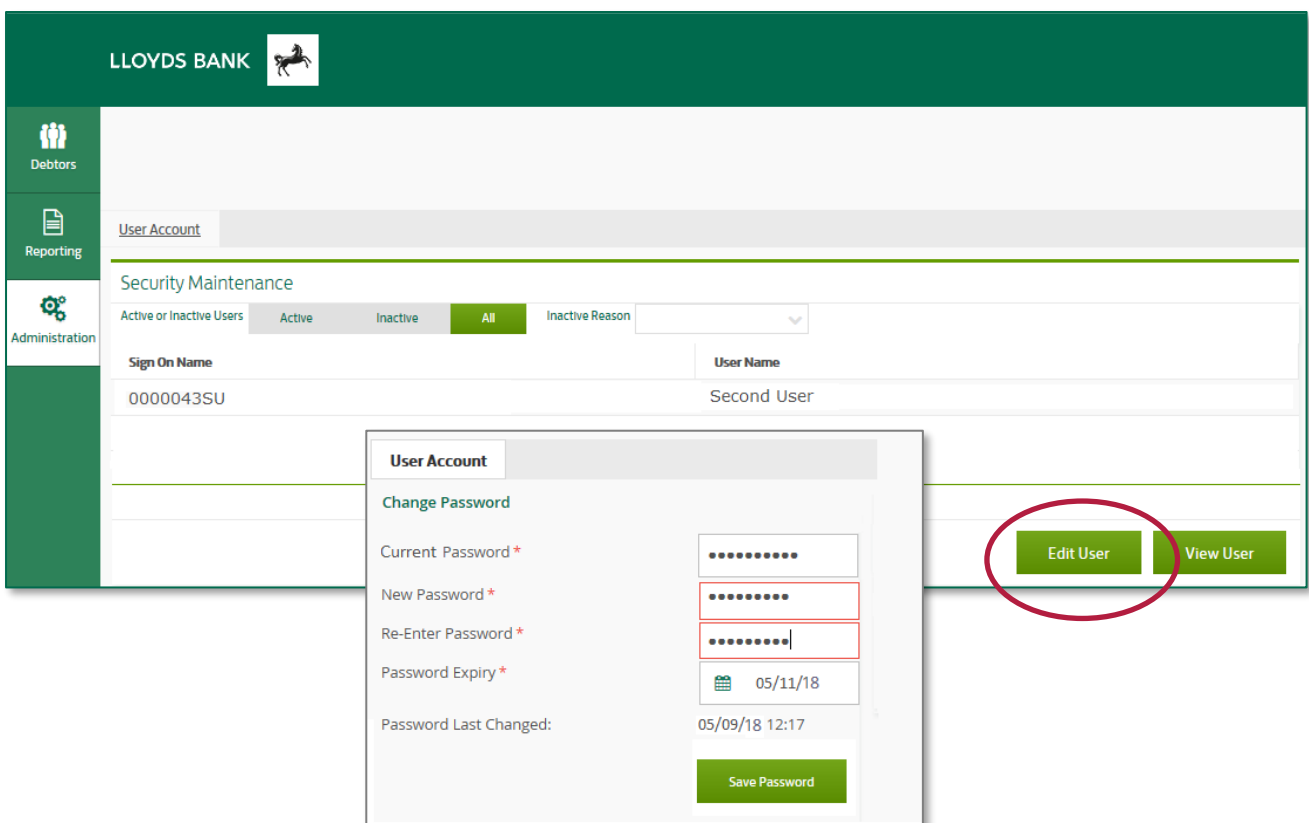 LLOYDS BANK
Debtors
Reporting
Administration
User Account
Security Maintenance
Active or Inactive Users Active Inactive All Inactive Reason
Sign On Name User Name
0000043SU Second User
Edit User View User
User Account
Change Password
Current Password * ••••••••••
New Password * •••••••••
Re-Enter Password * •••••••••
Password Expiry * 05/11/18
Password Last Changed: 05/09/18 12:17
Save Password